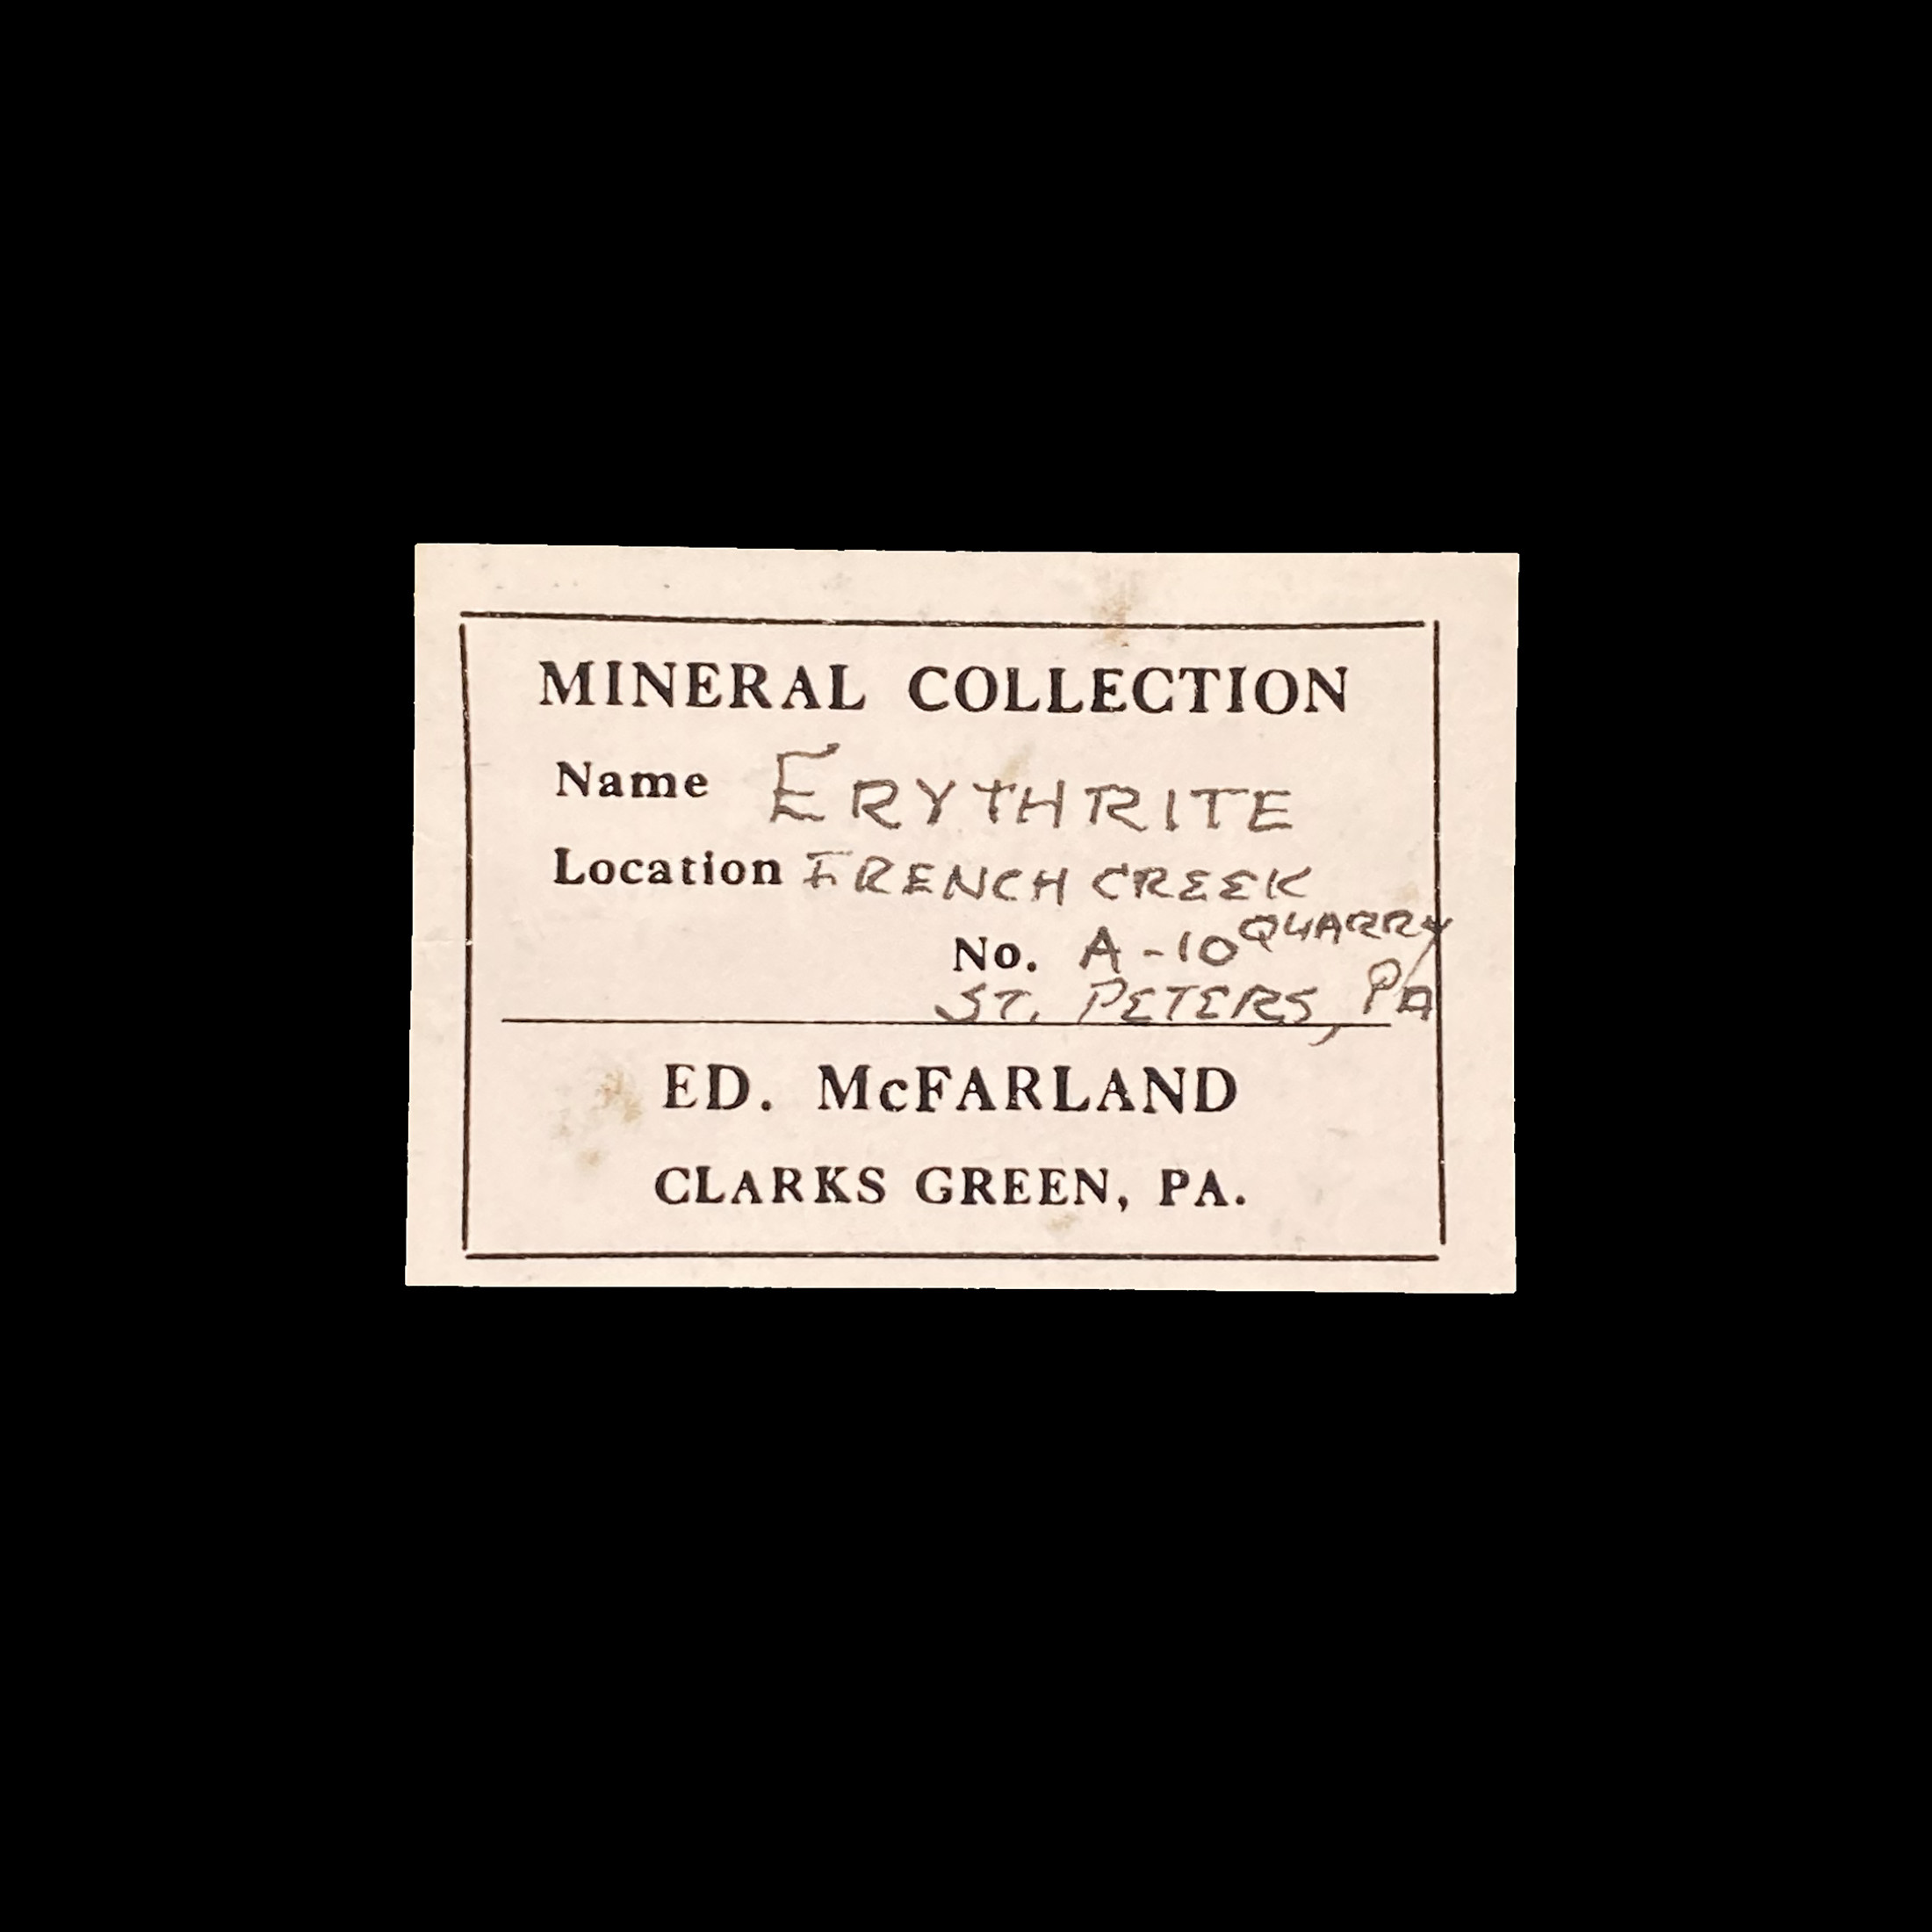 MINERAL COLLECTION
Name ERYTHRITE
Location FRENCH CREEK
QUARRY
No. A-10
ST. PETERS, PA
ED. McFARLAND
CLARKS GREEN, PA.